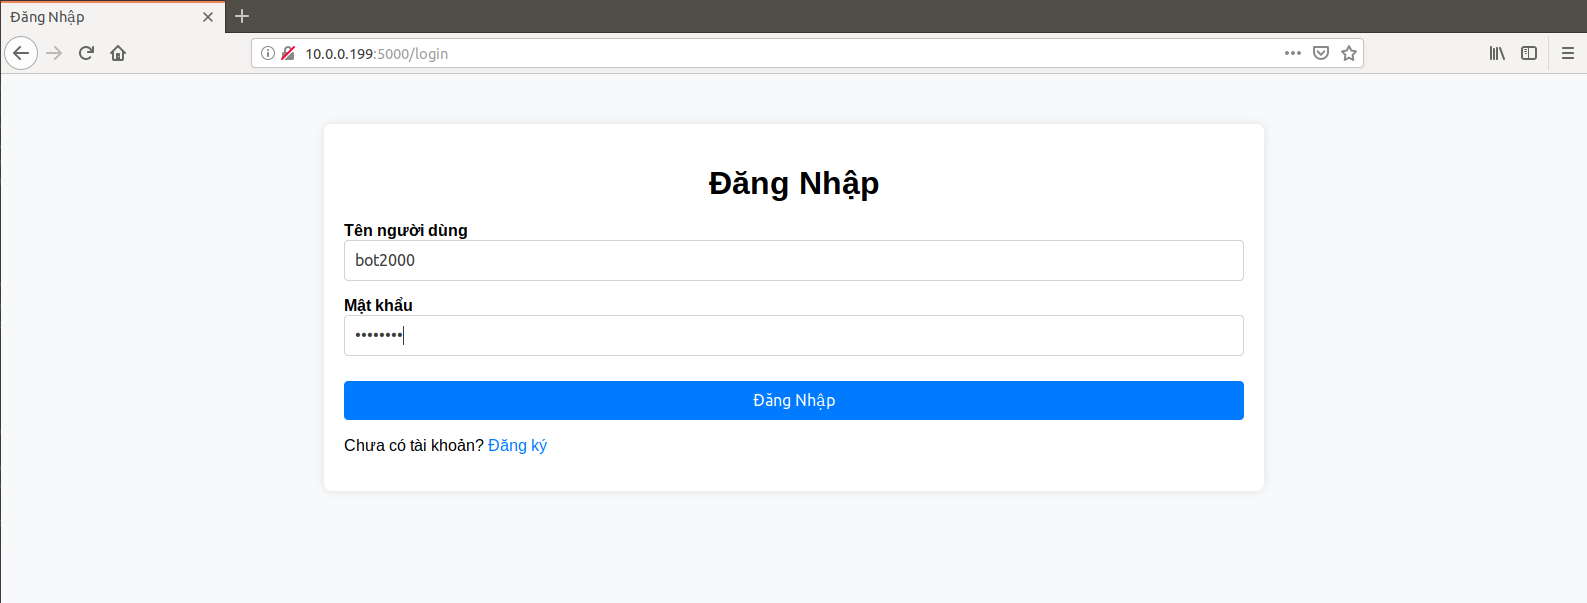 Đăng Nhập
10.0.0.199:5000/login
Đăng Nhập
Tên người dùng
bot2000
Mật khẩu
••••••••
Đăng Nhập
Chưa có tài khoản? Đăng ký